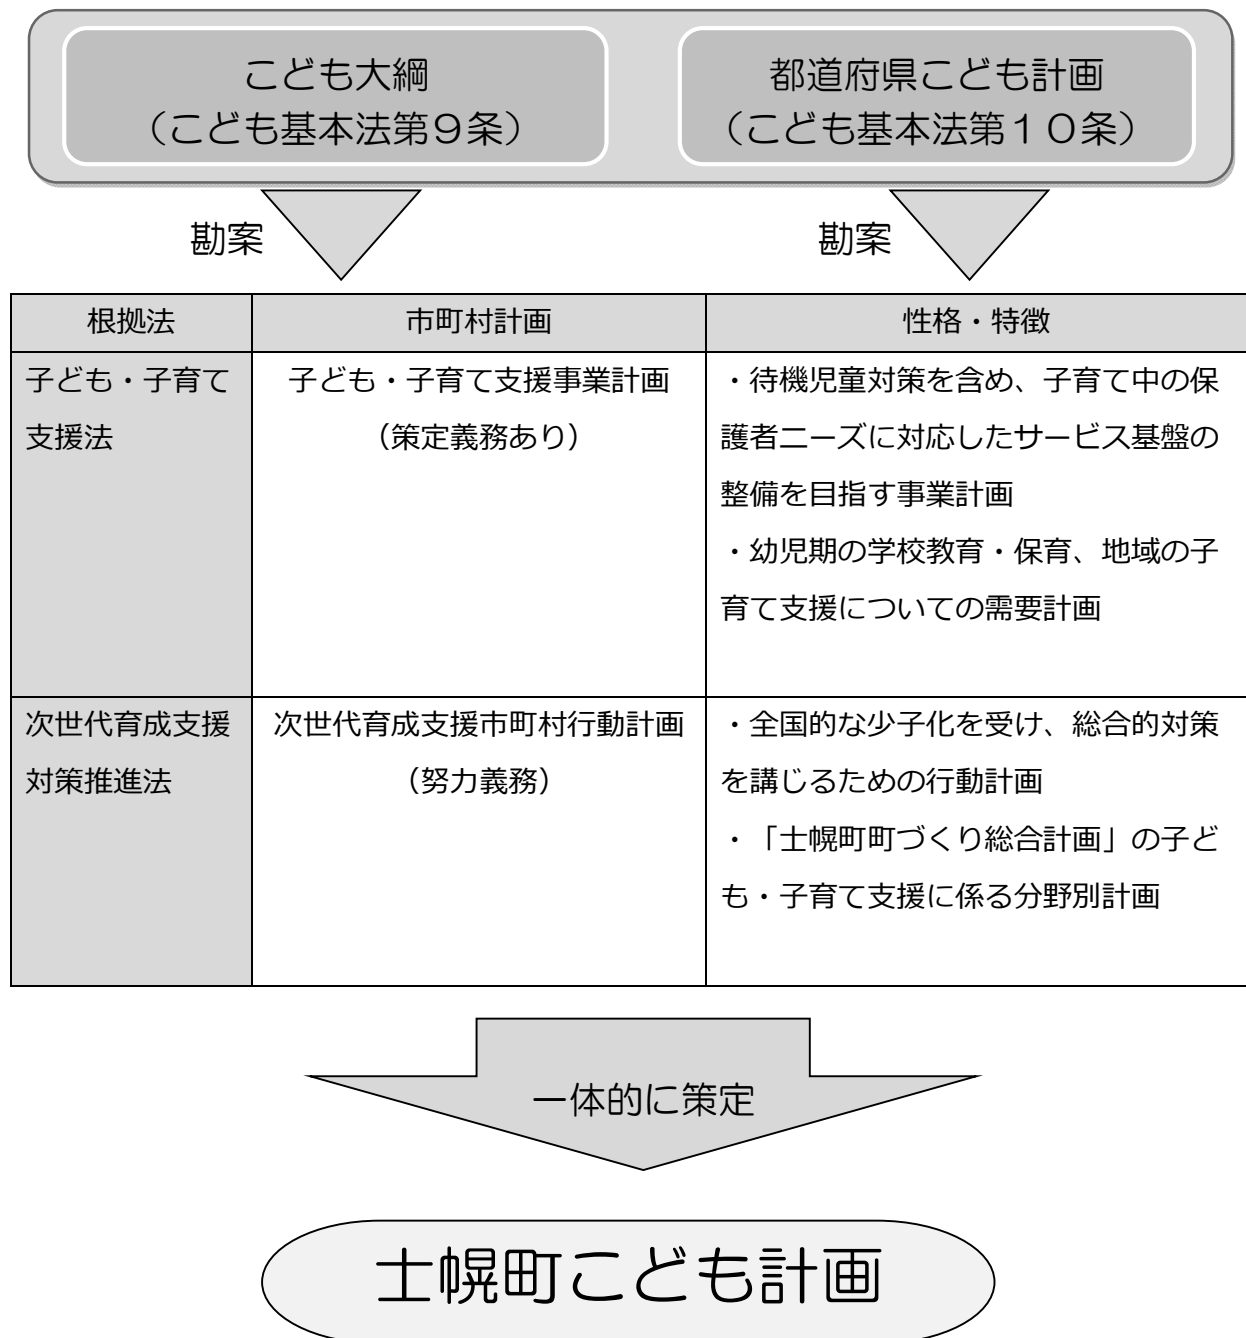 こども大綱
（こども基本法第９条）
都道府県こども計画
（こども基本法第１０条）
勘案
勘案
根拠法
市町村計画
性格・特徴
子ども・子育て
支援法
子ども・子育て支援事業計画
（策定義務あり）
・待機児童対策を含め、子育て中の保
護者ニーズに対応したサービス基盤の
整備を目指す事業計画
・幼児期の学校教育・保育、地域の子
育て支援についての需要計画
次世代育成支援
対策推進法
次世代育成支援市町村行動計画
（努力義務）
・全国的な少子化を受け、総合的対策
を講じるための行動計画
・「士幌町町づくり総合計画」の子ど
も・子育て支援に係る分野別計画
一体的に策定
士幌町こども計画